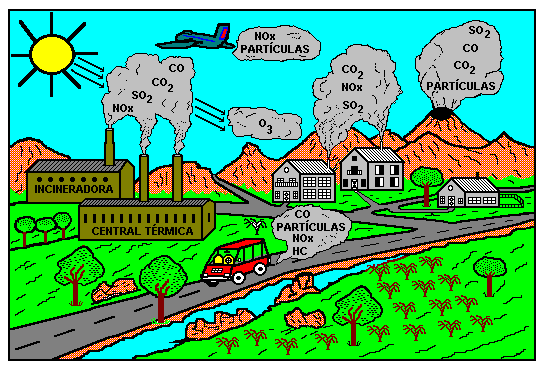 NOx
PARTÍCULAS
SO2
CO
CO2
PARTÍCULAS
CO
CO2
SO2
NOx
CO2
NOx
SO2
O3
INCINERADORA
CENTRAL TÉRMICA
CO
PARTÍCULAS
NOx
HC